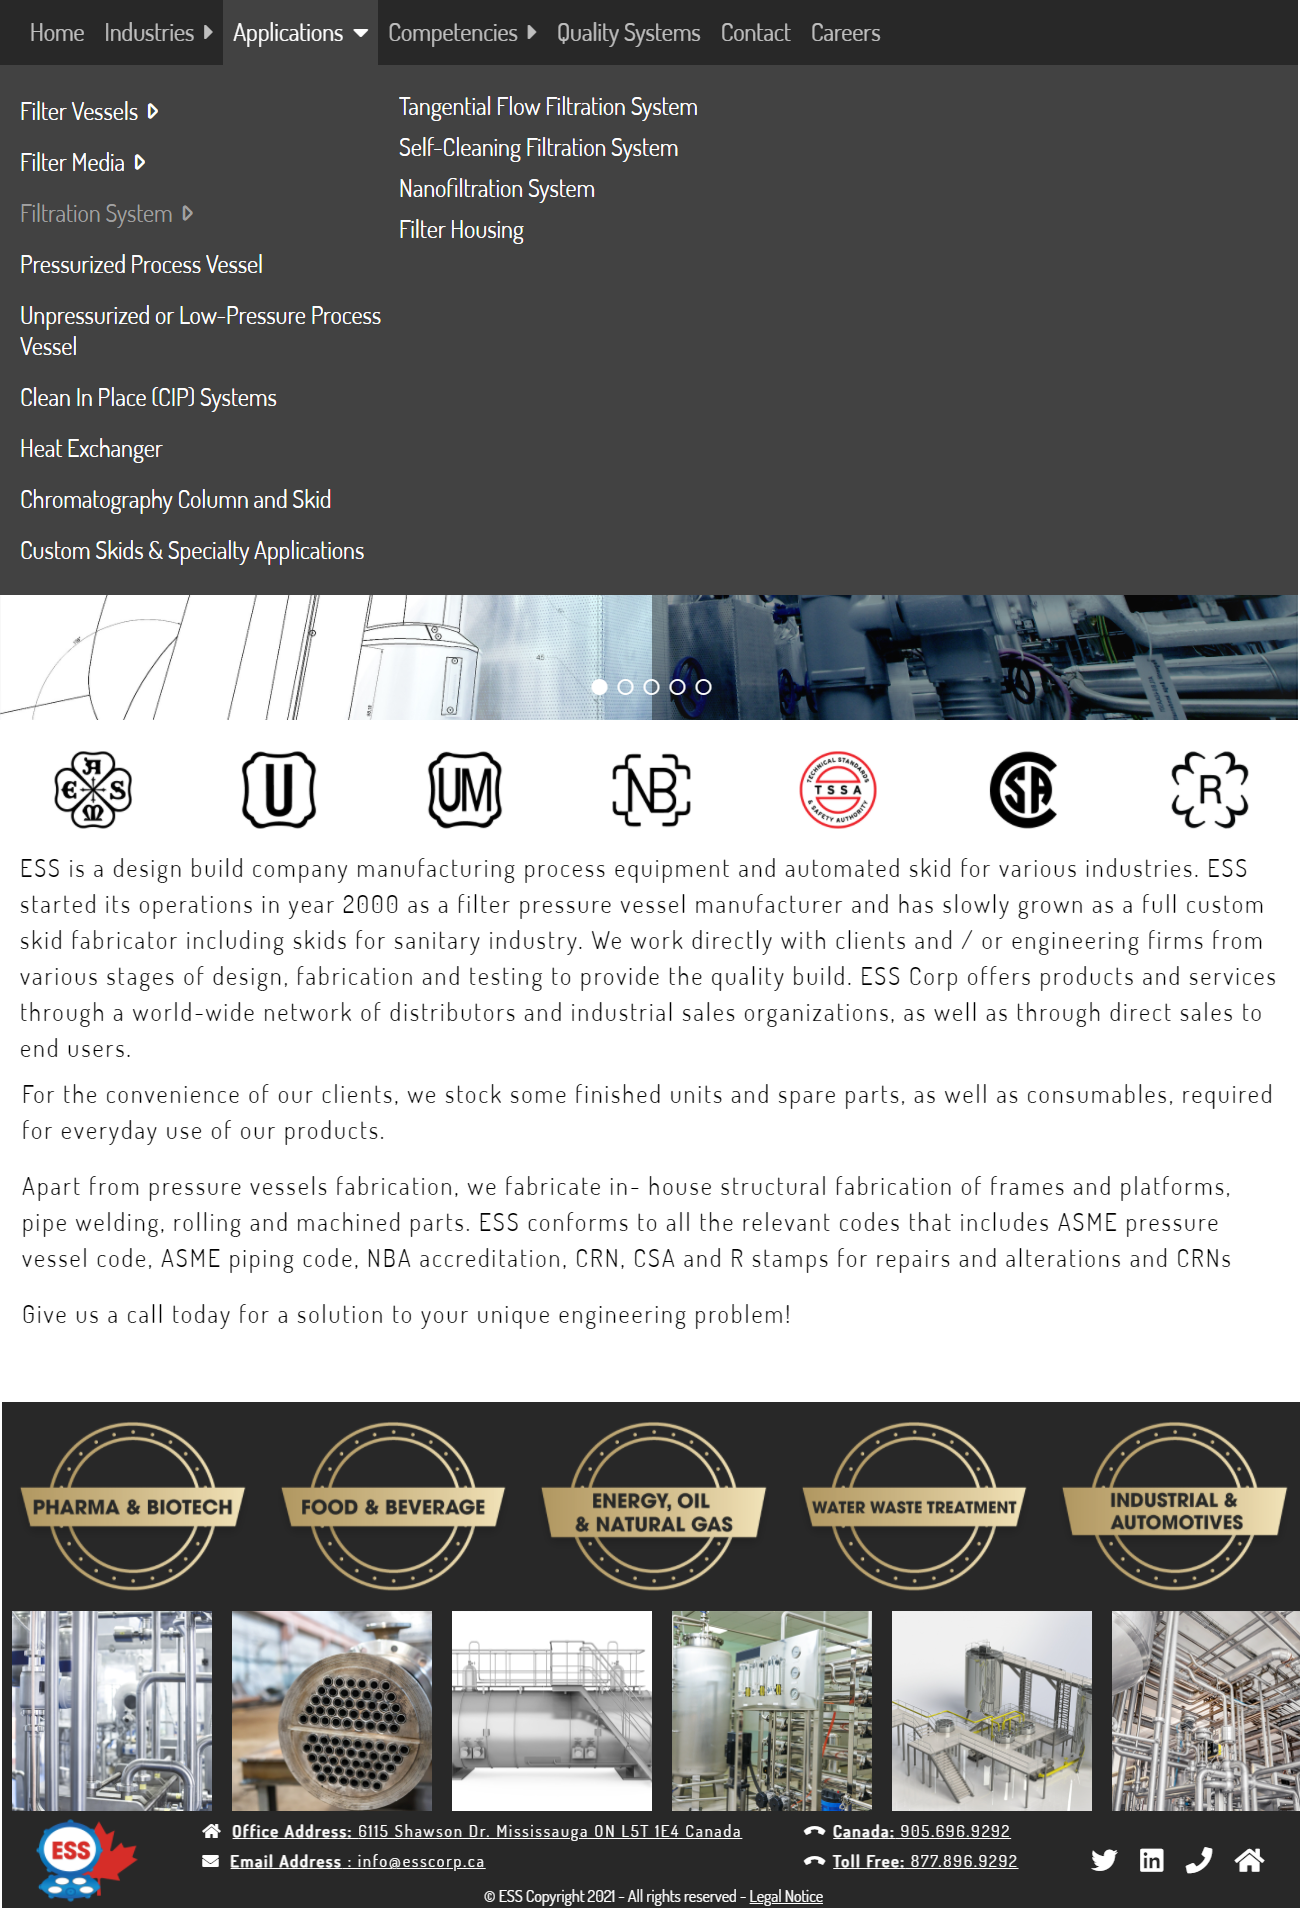 Home Industries Applications Competencies Quality Systems Contact Careers
Filter Vessels
Filter Media
Filtration System
Pressurized Process Vessel
Unpressurized or Low-Pressure Process
Vessel
Clean In Place (CIP) Systems
Heat Exchanger
Chromatography Column and Skid
Custom Skids & Specialty Applications
Tangential Flow Filtration System
Self-Cleaning Filtration System
Nanofiltration System
Filter Housing
45
A
E S
M
U
UM
NB
TECHNICAL STANDARDS
TSSA
& SAFETY AUTHORITY
CSA
R
ESS is a design build company manufacturing process equipment and automated skid for various industries. ESS
started its operations in year 2000 as a filter pressure vessel manufacturer and has slowly grown as a full custom
skid fabricator including skids for sanitary industry. We work directly with clients and / or engineering firms from
various stages of design, fabrication and testing to provide the quality build. ESS Corp offers products and services
through a world-wide network of distributors and industrial sales organizations, as well as through direct sales to
end users.
For the convenience of our clients, we stock some finished units and spare parts, as well as consumables, required
for everyday use of our products.
Apart from pressure vessels fabrication, we fabricate in- house structural fabrication of frames and platforms,
pipe welding, rolling and machined parts. ESS conforms to all the relevant codes that includes ASME pressure
vessel code, ASME piping code, NBA accreditation, CRN, CSA and R stamps for repairs and alterations and CRNs
Give us a call today for a solution to your unique engineering problem!
PHARMA & BIOTECH
FOOD & BEVERAGE
ENERGY, OIL
& NATURAL GAS
WATER WASTE TREATMENT
INDUSTRIAL &
AUTOMOTIVES
ESS
Office Address: 6115 Shawson Dr. Mississauga ON L5T 1E4 Canada
Email Address : info@esscorp.ca
Canada: 905.696.9292
Toll Free: 877.896.9292
© ESS Copyright 2021 - All rights reserved - Legal Notice